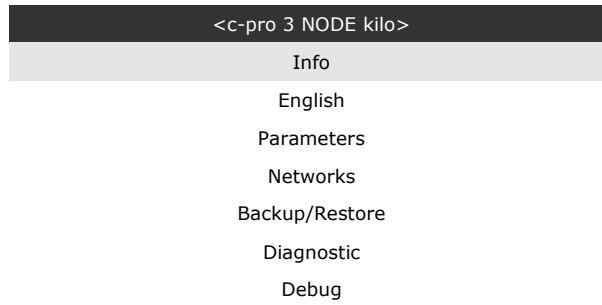 <c-pro 3 NODE kilo>
Info
English
Parameters
Networks
Backup/Restore
Diagnostic
Debug